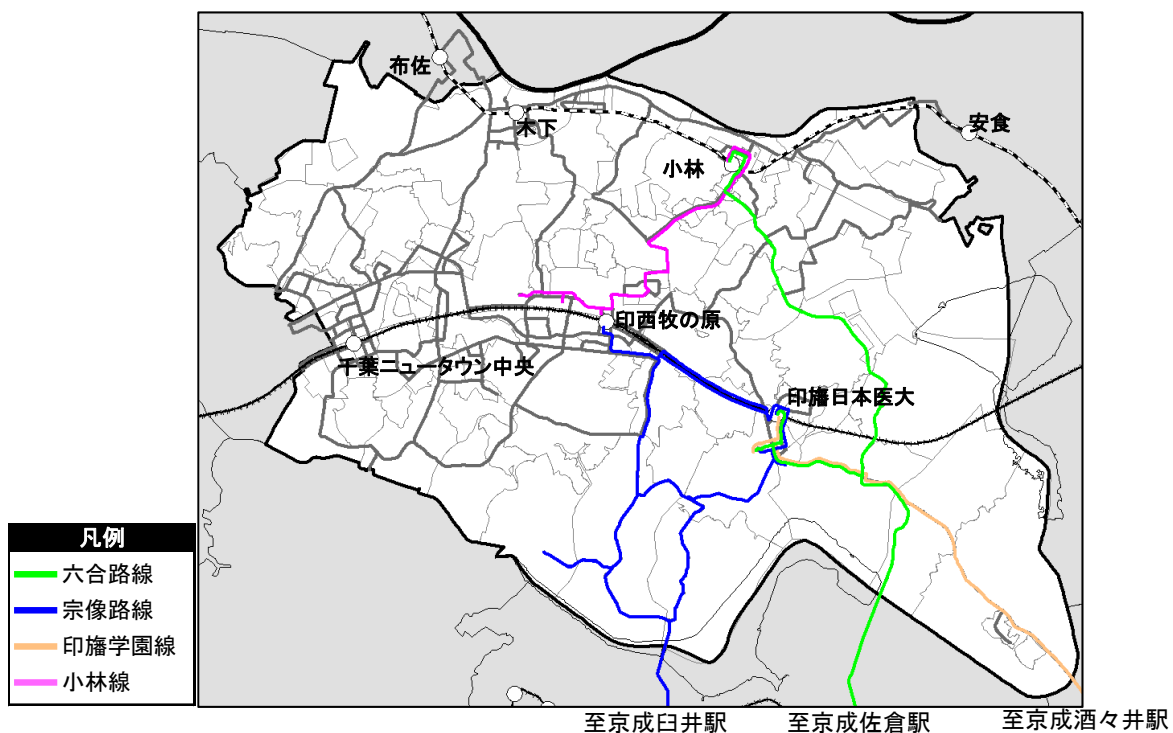 布佐
木下
安食
小林
印西牧の原
千葉ニュータウン中央
印旛日本医大
凡例
六合路線
宗像路線
印旛学園線
小林線
至京成臼井駅
至京成佐倉駅
至京成酒々井駅